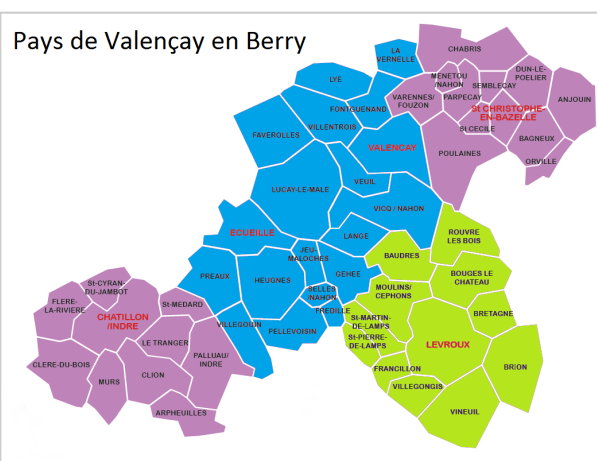 Pays de Valençay en Berry
LA
VERNELLE
CHABRIS
LYE
MENETOU
/NAHON
DUN-LE-
POELIER
SEMBLECAY
ANJOUIN
VARENNES/
FOUZON
PARPECAY
FONTGUENAND
St CHRISTOPHE-
EN-BAZELLE
VILLENTROIS
St CECILE
FAVEROLLES
BAGNEUX
VALENÇAY
POULAINES
ORVILLE
VEUIL
LUCAY-LE-MALE
VICQ / NAHON
ECUEILLE
LANGE
ROUVRE
LES BOIS
JEU-
MALOCHES
BAUDRES
PREAUX
HEUGNES
GEHEE
BOUGES LE
CHATEAU
St-CYRAN-
DU-JAMBOT
SELLES
/NAHON
MOULINS/
CEPHONS
FLERE-
LA-RIVIERE
St-MEDARD
FREDILLE
BRETAGNE
CHATILLON
/INDRE
VILLEGOUIN
PELLEVOISIN
St-MARTIN-
DE-LAMPS
St-PIERRE-
DE-LAMPS
LEVROUX
LE TRANGER
PALLUAU/
INDRE
CLERE-DU-BOIS
FRANCILLON
BRION
MURS
CLION
VILLEGONGIS
ARPHEUILLES
VINEUIL